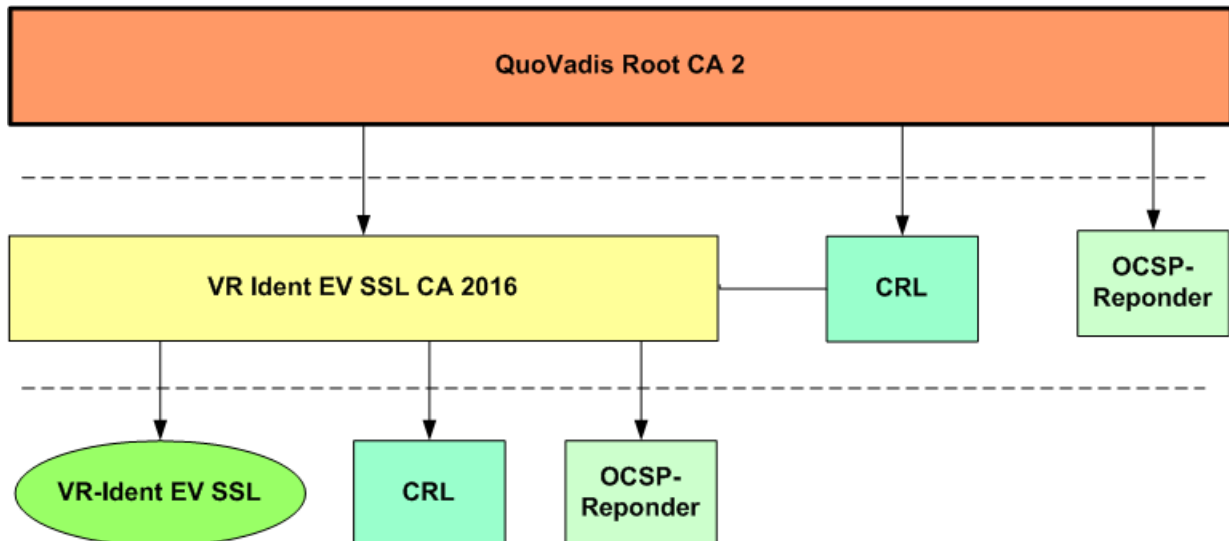 QuoVadis Root CA 2
VR Ident EV SSL CA 2016
CRL
OCSP-
Reponder
VR-Ident EV SSL
CRL
OCSP-
Reponder